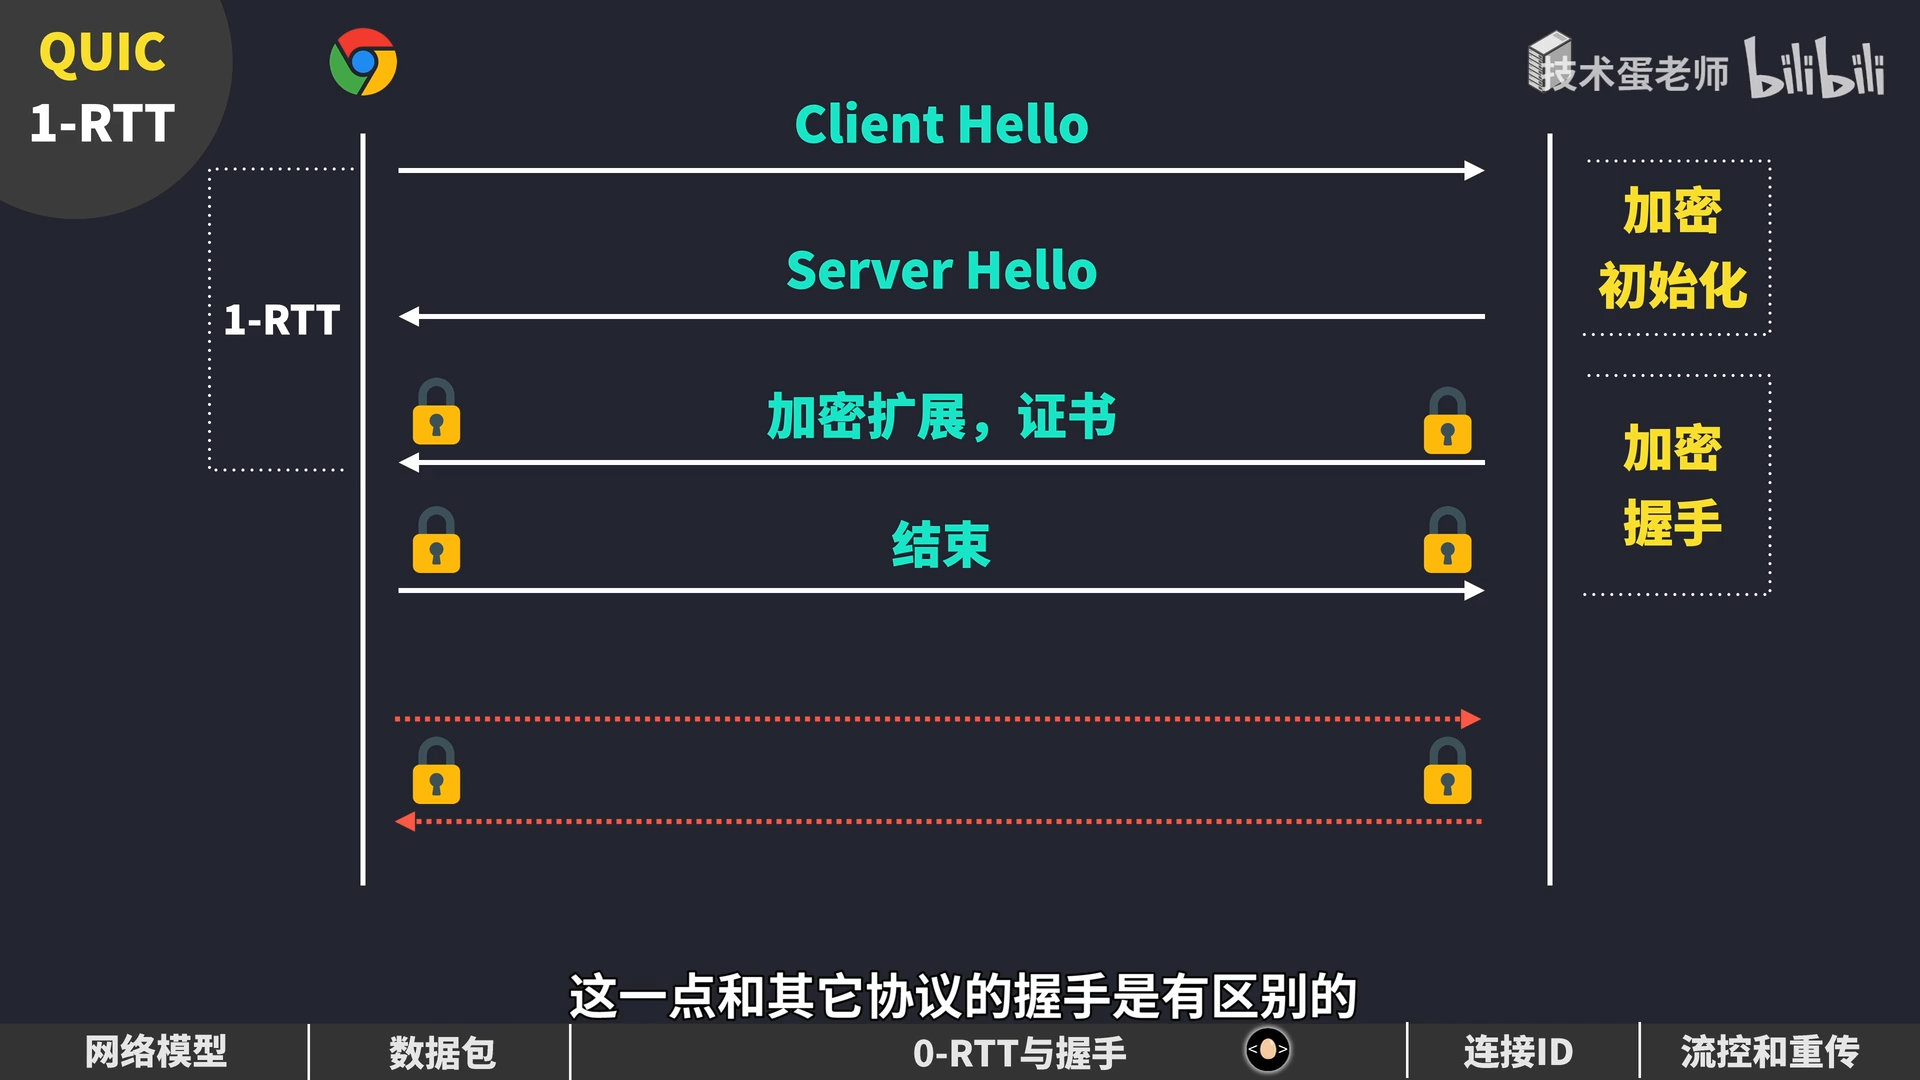 QUIC
1-RTT
技术蛋老师 bilibili
Client Hello
加密
初始化
Server Hello
1-RTT
加密扩展，证书
加密
握手
结束
这一点和其它协议的握手是有区别的
网络模型
数据包
0-RTT与握手
< >
连接ID
流控和重传